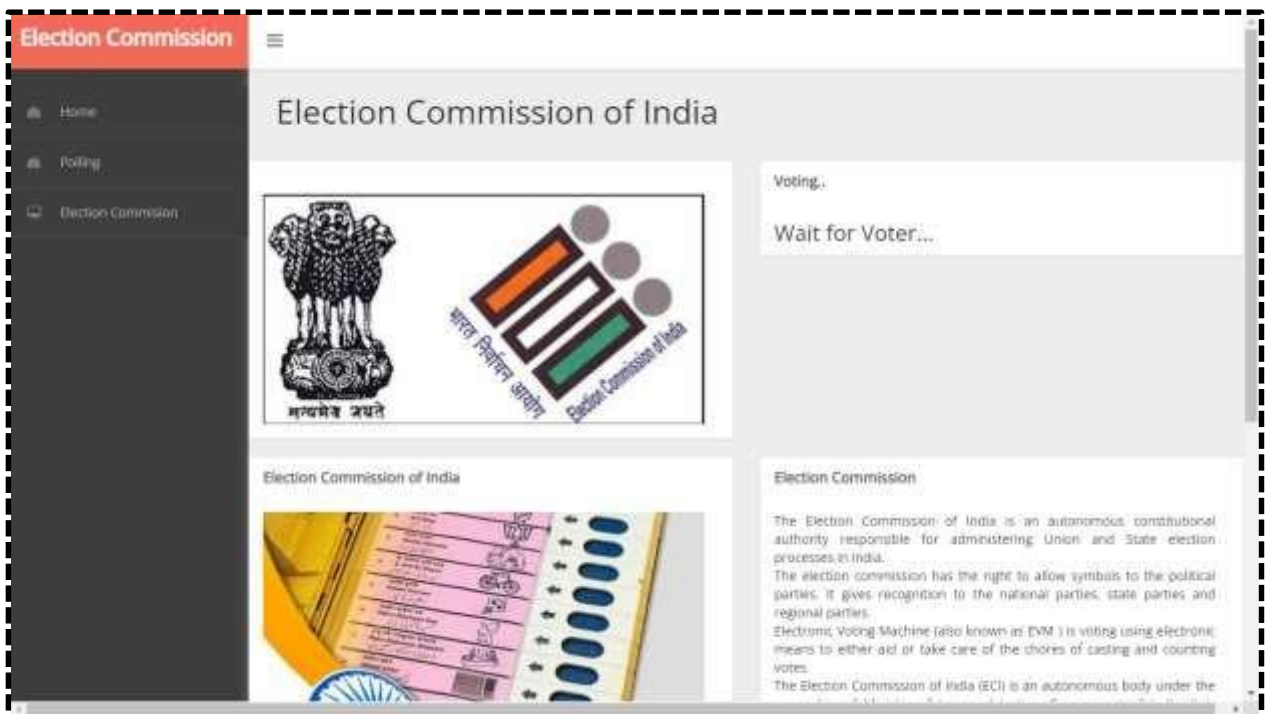 Election Commission
Home
Polling
Election Commision
Election Commission of India
सत्यमेव जयते
भारत निर्वाचन आयोग
Election Commission of India
Voting..
Wait for Voter...
Election Commission of India
Election Commission
The Election Commission of India is an autonomous constitutional
authority responsible for administering Union and State election
processes in India.
The election commission has the right to allow symbols to the political
parties. It gives recognition to the national parties, state parties and
regional parties.
Electronic Voting Machine (also known as EVM ) is voting using electronic
means to either aid or take care of the chores of casting and counting
votes.
The Election Commission of India (ECI) is an autonomous body under the